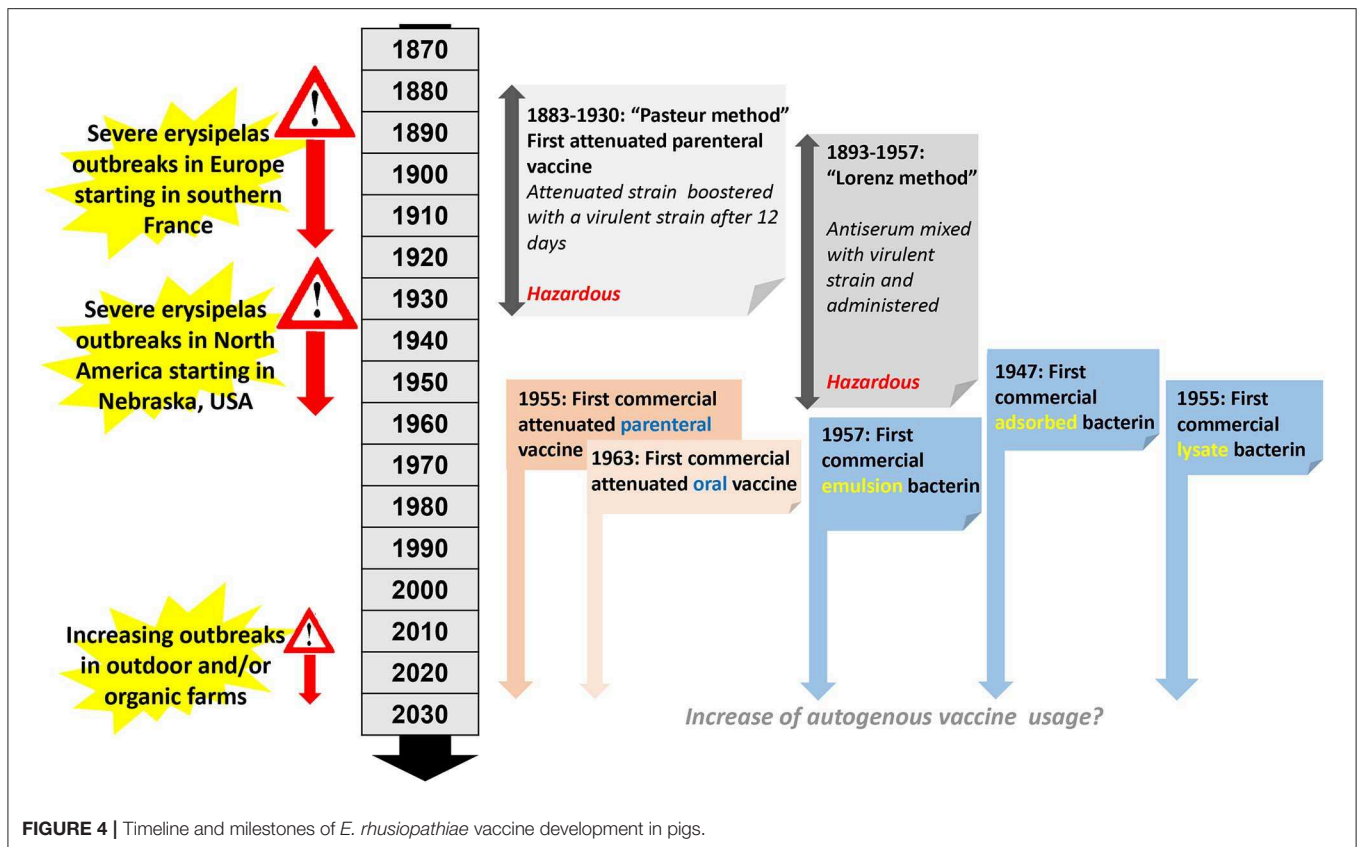 1870
1880
1890
1900
1910
1920
1930
1940
1950
1960
1970
1980
1990
2000
2010
2020
2030
!
Severe erysipelas
outbreaks in Europe
starting in southern
France
!
Severe erysipelas
outbreaks in North
America starting in
Nebraska, USA
!
Increasing outbreaks
in outdoor and/or
organic farms
1883-1930: “Pasteur method”
First attenuated parenteral
vaccine
Attenuated strain boostered
with a virulent strain after 12
days
Hazardous
1893-1957:
“Lorenz method”
Antiserum mixed
with virulent
strain and
administered
Hazardous
1955: First commercial
attenuated parenteral
vaccine
1963: First commercial
attenuated oral vaccine
1957: First
commercial
emulsion bacterin
1947: First
commercial
adsorbed bacterin
1955: First
commercial
lysate bacterin
Increase of autogenous vaccine usage?
FIGURE 4 | Timeline and milestones of E. rhusiopathiae vaccine development in pigs.